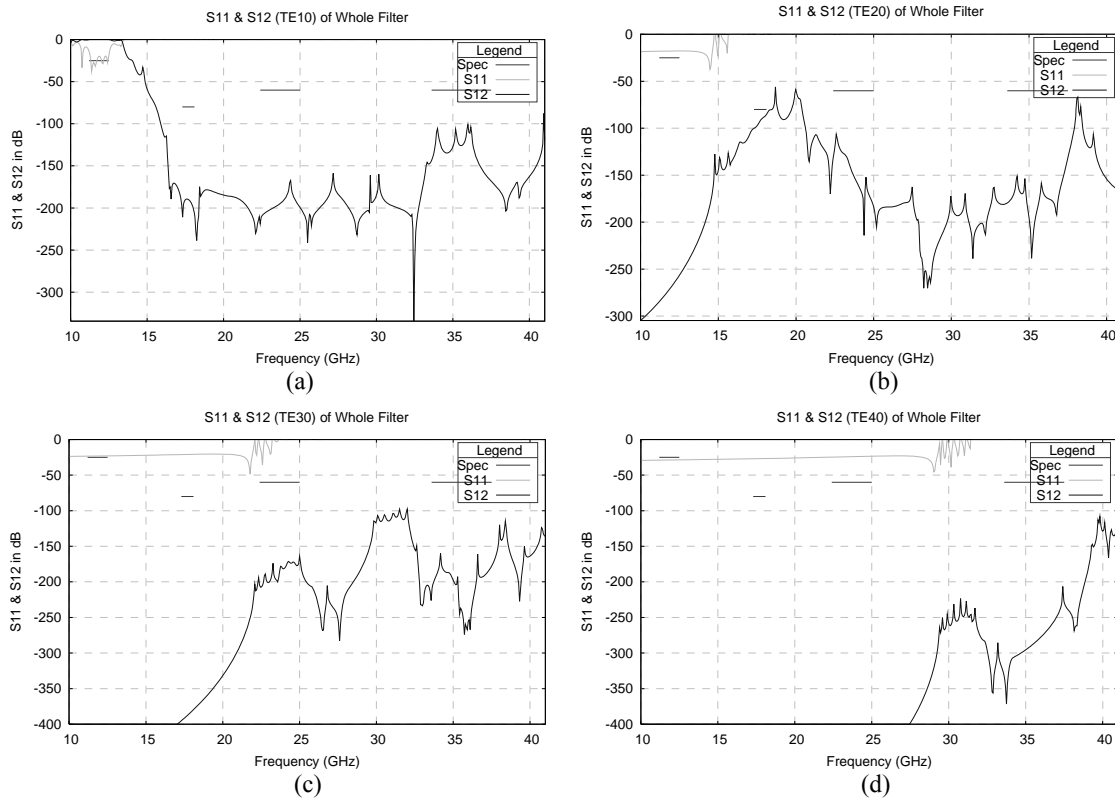 S11 & S12 (TE10) of Whole Filter
S11 & S12 in dB
0
-50
-100
-150
-200
-250
-300
10 15 20 25 30 35 40
Frequency (GHz)
Legend
Spec
S11
S12
(a)
S11 & S12 (TE20) of Whole Filter
S11 & S12 in dB
0
-50
-100
-150
-200
-250
-300
10 15 20 25 30 35 40
Frequency (GHz)
Legend
Spec
S11
S12
(b)
S11 & S12 (TE30) of Whole Filter
S11 & S12 in dB
0
-50
-100
-150
-200
-250
-300
-350
-400
10 15 20 25 30 35 40
Frequency (GHz)
Legend
Spec
S11
S12
(c)
S11 & S12 (TE40) of Whole Filter
S11 & S12 in dB
0
-50
-100
-150
-200
-250
-300
-350
-400
10 15 20 25 30 35 40
Frequency (GHz)
Legend
Spec
S11
S12
(d)